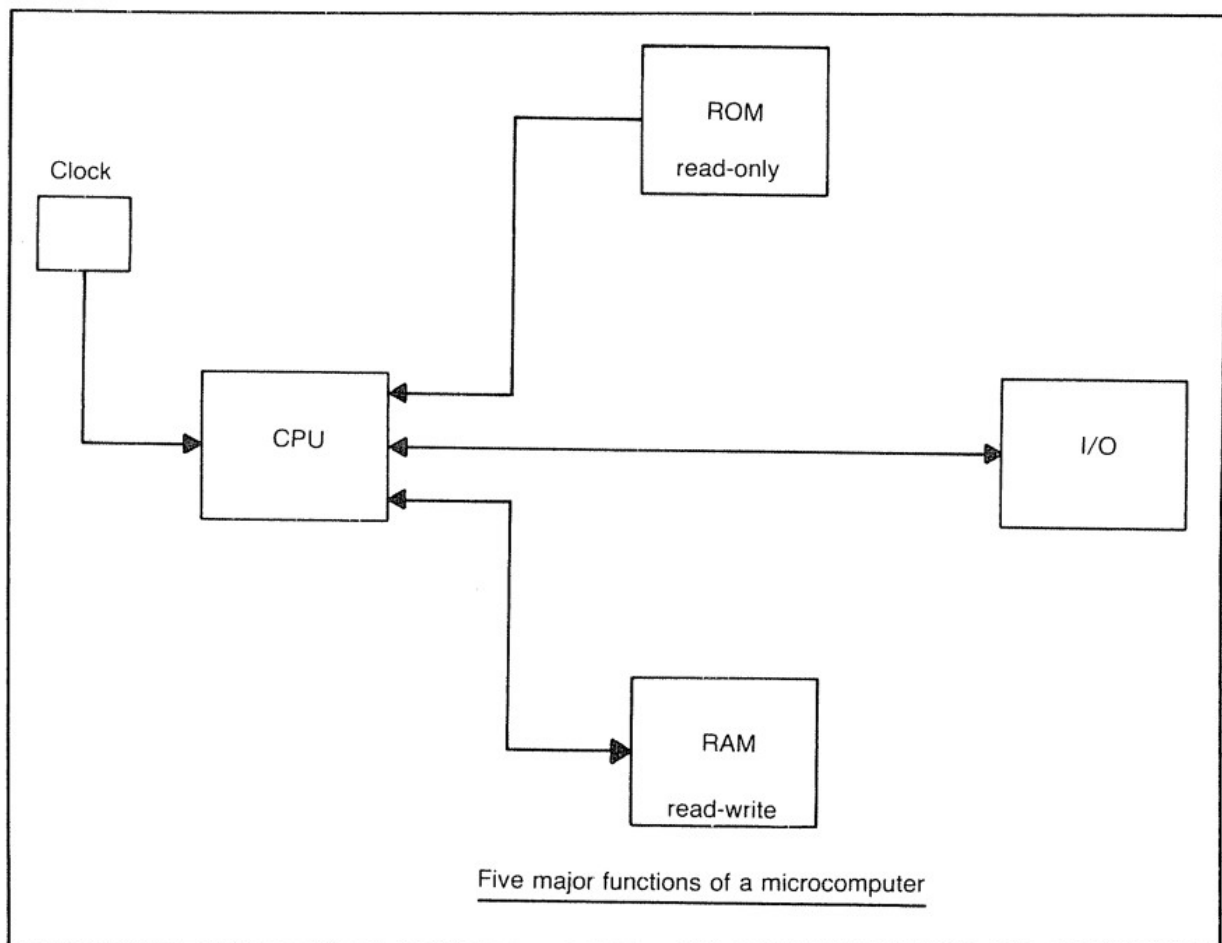 ROM
read-only
Clock
CPU
I/O
RAM
read-write
Five major functions of a microcomputer